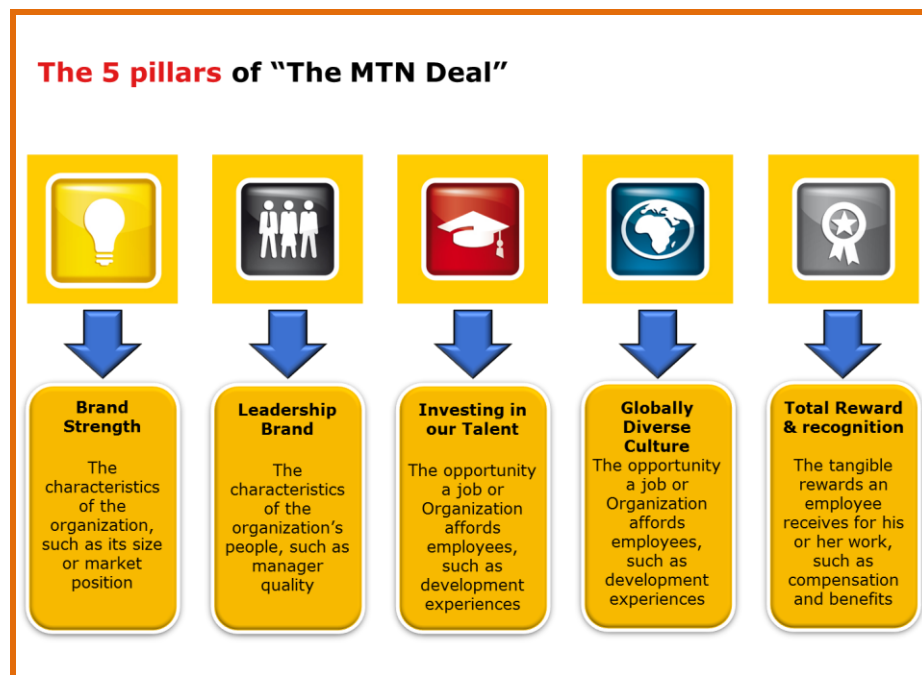 The 5 pillars of “The MTN Deal”
Brand
Strength
The
characteristics
of the
organization,
such as its size
or market
position
Leadership
Brand
The
characteristics
of the
organization’s
people, such as
manager
quality
Investing in
our Talent
The opportunity
a job or
Organization
affords
employees,
such as
development
experiences
Globally
Diverse
Culture
The opportunity
a job or
Organization
affords
employees,
such as
development
experiences
Total Reward
& recognition
The tangible
rewards an
employee
receives for his
or her work,
such as
compensation
and benefits